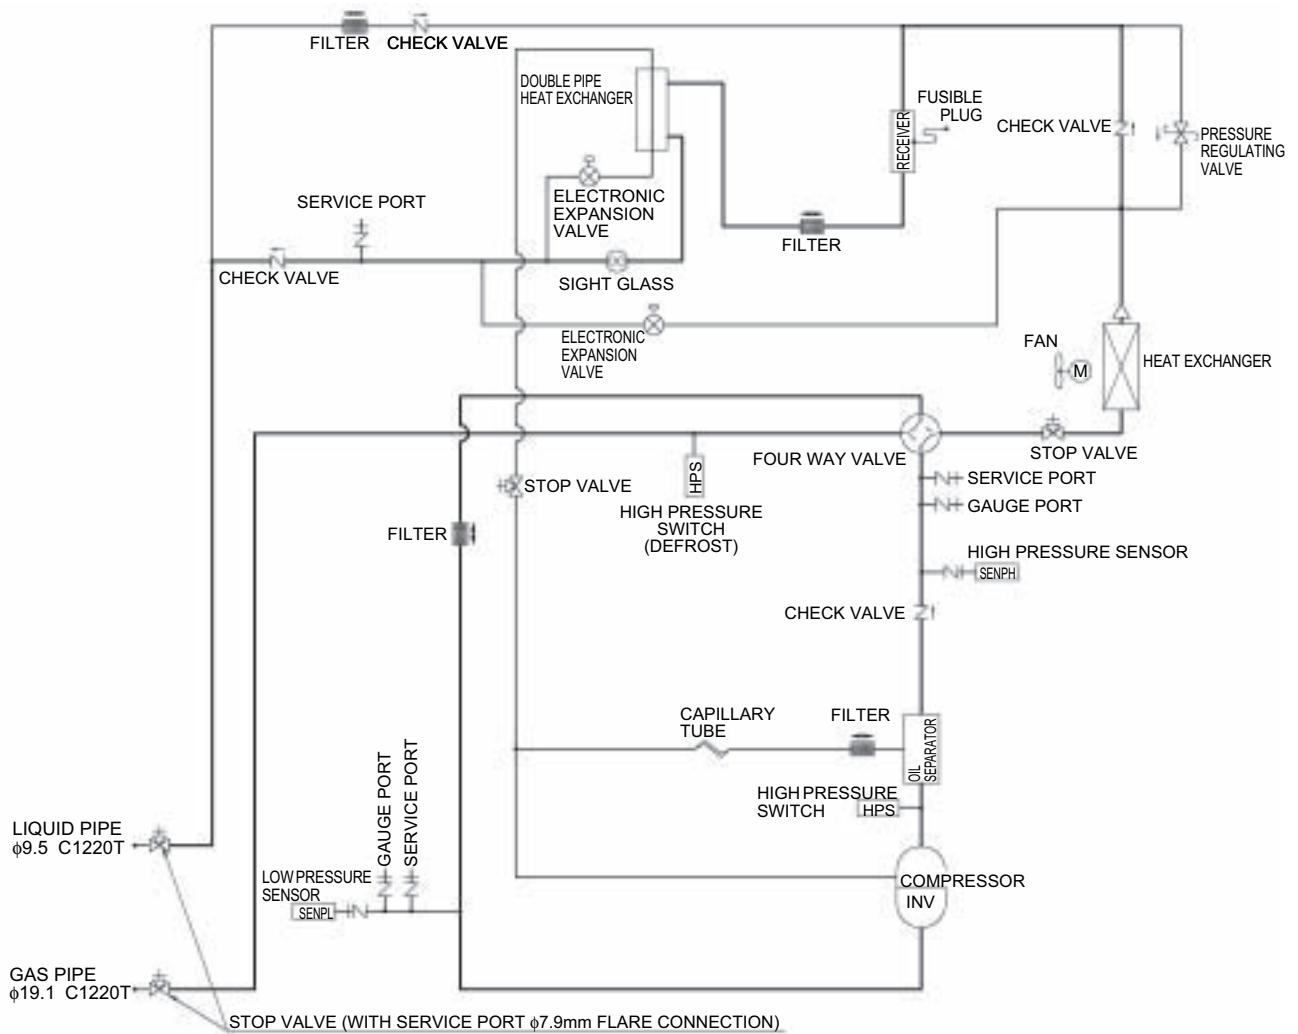 FILTER
CHECK VALVE
DOUBLE PIPE
HEAT EXCHANGER
FUSIBLE
PLUG
RECEIVER
CHECK VALVE
PRESSURE
REGULATING
VALVE
SERVICE PORT
ELECTRONIC
EXPANSION
VALVE
FILTER
CHECK VALVE
SIGHT GLASS
ELECTRONIC
EXPANSION
VALVE
FAN
M
HEAT EXCHANGER
STOP VALVE
FOUR WAY VALVE
STOP VALVE
HPS
HIGH PRESSURE
SWITCH
(DEFROST)
SERVICE PORT
GAUGE PORT
FILTER
HIGH PRESSURE SENSOR
SENPH
CHECK VALVE
CAPILLARY
TUBE
FILTER
OIL
SEPARATOR
HIGH PRESSURE
SWITCH
HPS
GAUGE PORT
SERVICE PORT
LIQUID PIPE
φ9.5 C1220T
LOW PRESSURE
SENSOR
SENPL
COMPRESSOR
INV
GAS PIPE
φ19.1 C1220T
STOP VALVE (WITH SERVICE PORT φ7.9mm FLARE CONNECTION)